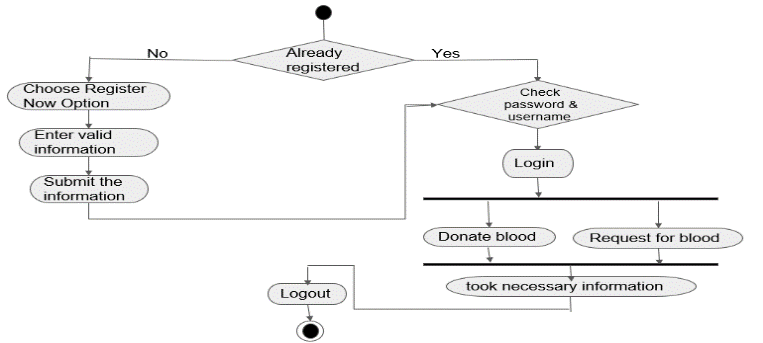 Already
registered
No
Yes
Choose Register
Now Option
Check
password &
username
Enter valid
information
Login
Submit the
information
Donate blood
Request for blood
took necessary information
Logout